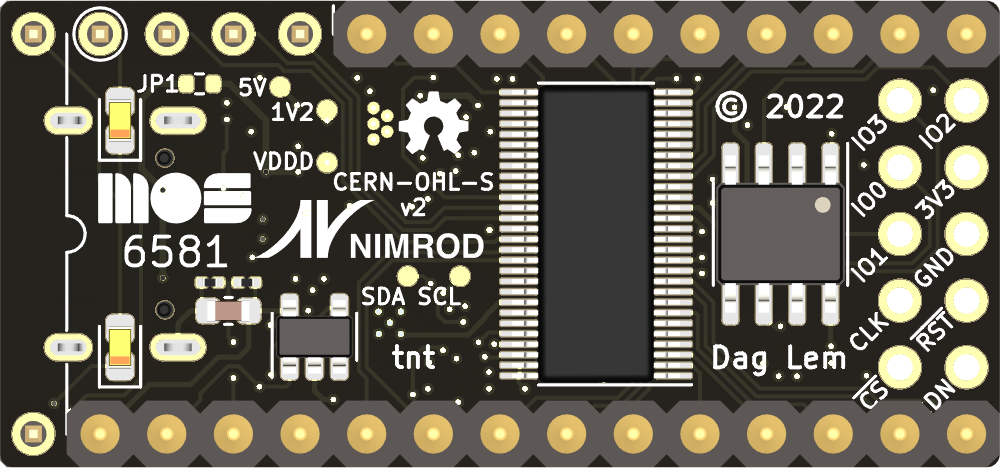 JP1
5V
1V2
VDDD
CERN-OHL-S
v2
mos
6581
NIMROD
SDA SCL
tnt
© 2022
Dag Lem
IO3
IO2
IO0
3V3
IO1
GND
CLK
RST
CS
DN